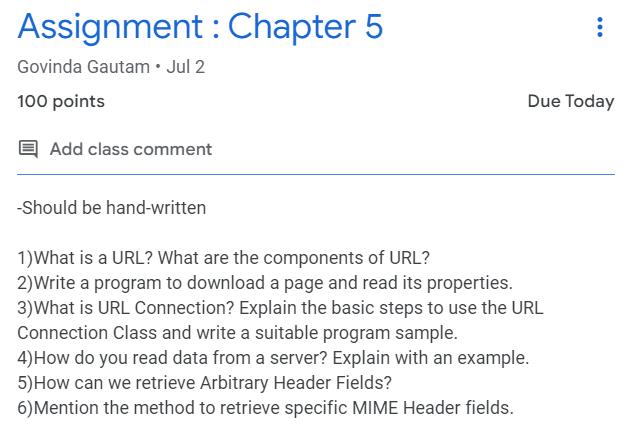 Assignment : Chapter 5
Govinda Gautam • Jul 2
100 points
Due Today
Add class comment
-Should be hand-written
1)What is a URL? What are the components of URL?
2)Write a program to download a page and read its properties.
3)What is URL Connection? Explain the basic steps to use the URL
Connection Class and write a suitable program sample.
4)How do you read data from a server? Explain with an example.
5)How can we retrieve Arbitrary Header Fields?
6)Mention the method to retrieve specific MIME Header fields.